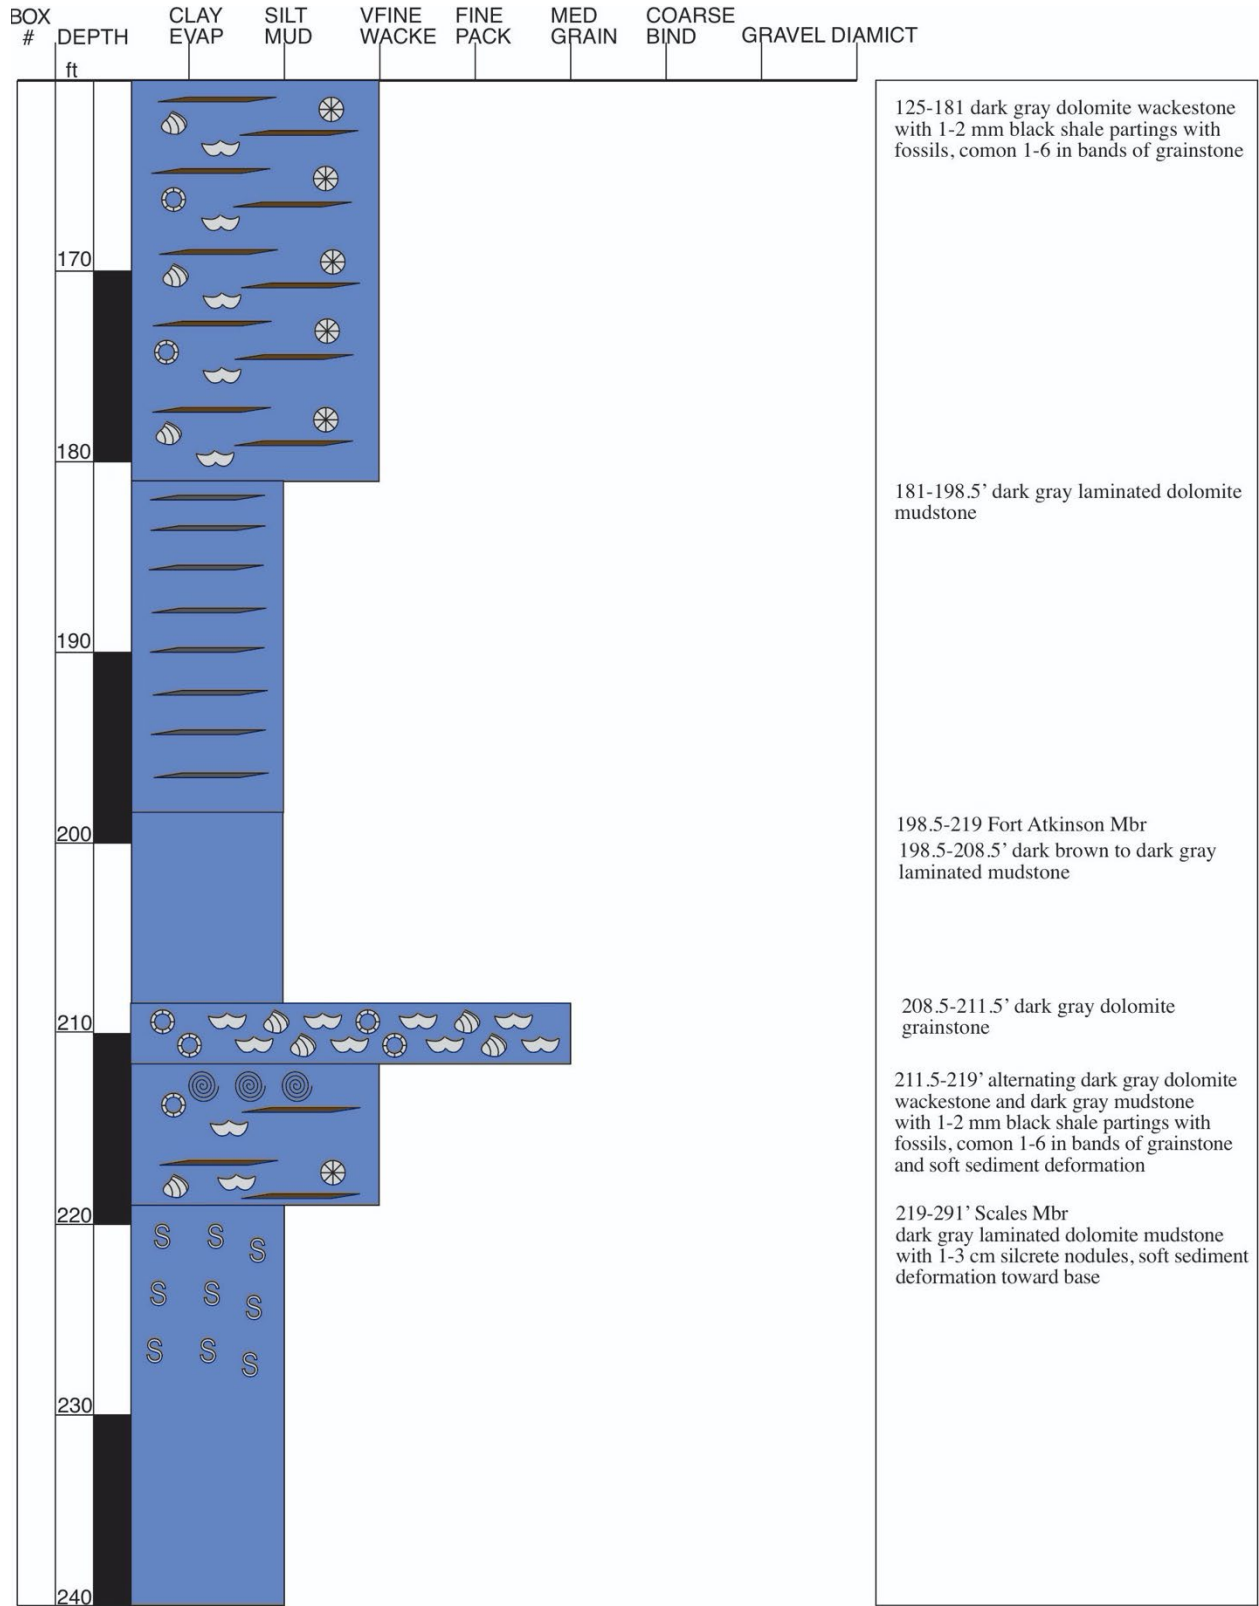 BOX
#
DEPTH
ft
CLAY
EVAP
SILT
MUD
VFINE
WACKE
FINE
PACK
MED
GRAIN
COARSE
BIND
GRAVEL DIAMICT
125-181 dark gray dolomite wackestone
with 1-2 mm black shale partings with
fossils, comon 1-6 in bands of grainstone
170
180
181-198.5’ dark gray laminated dolomite
mudstone
190
198.5-219 Fort Atkinson Mbr
200
198.5-208.5’ dark brown to dark gray
laminated mudstone
208.5-211.5’ dark gray dolomite
grainstone
210
211.5-219’ alternating dark gray dolomite
wackestone and dark gray mudstone
with 1-2 mm black shale partings with
fossils, comon 1-6 in bands of grainstone
and soft sediment deformation
220
219-291’ Scales Mbr
dark gray laminated dolomite mudstone
with 1-3 cm silcrete nodules, soft sediment
deformation toward base
S S S
S S S
S S S
230
240